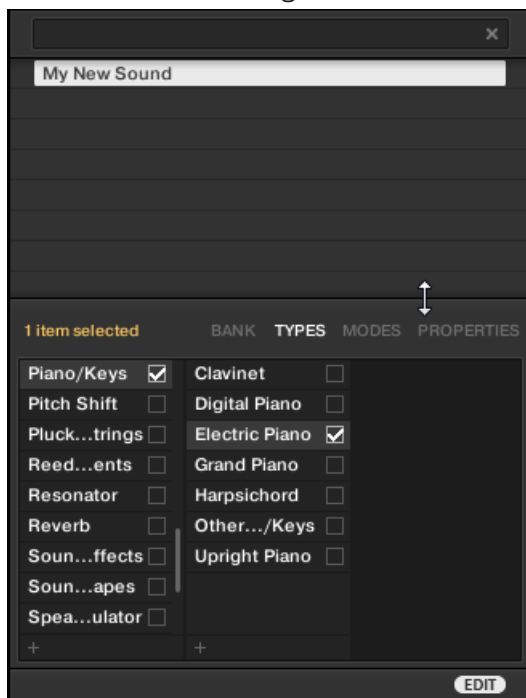 My New Sound
1 item selected
BANK TYPES MODES PROPERTIES
Piano/Keys
Pitch Shift
Pluck...trings
Reed...ents
Resonator
Reverb
Soun...ffects
Soun...apes
Spea...ulator
+
Clavinet
Digital Piano
Electric Piano
Grand Piano
Harpsichord
Other.../Keys
Upright Piano
+
EDIT